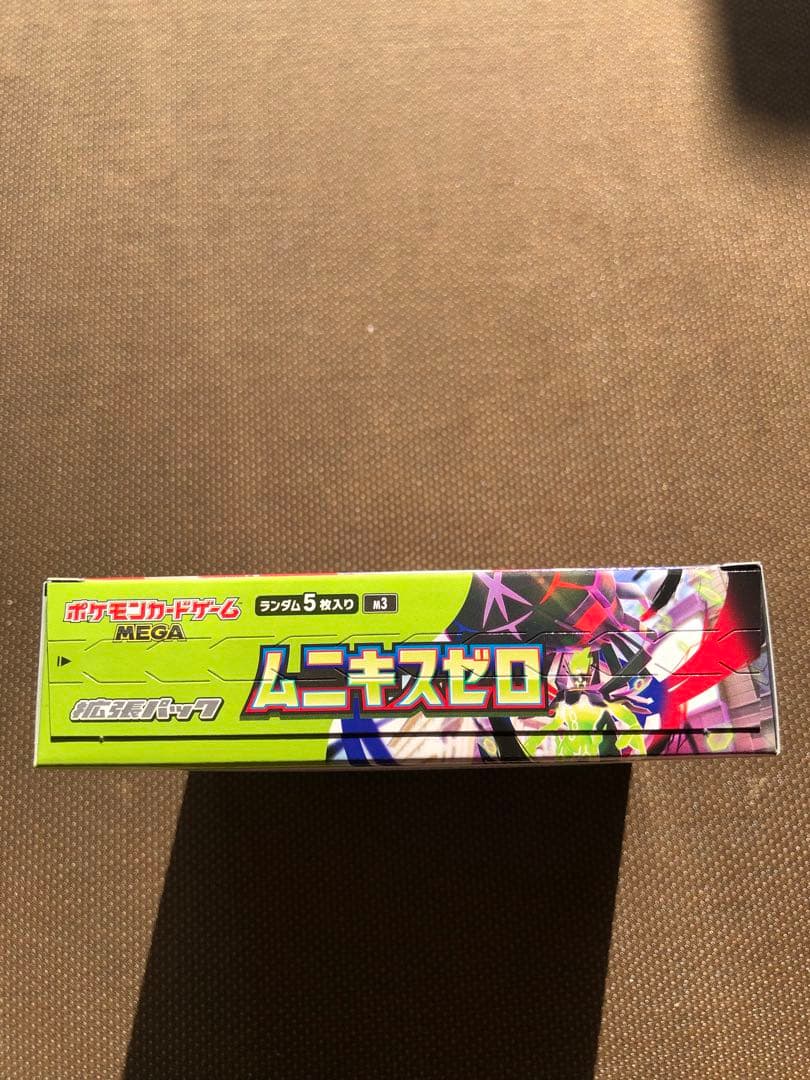 ポケモンカードゲーム
MEGA
ランダム5枚入り
M3
ムニキスゼロ
拡張パック